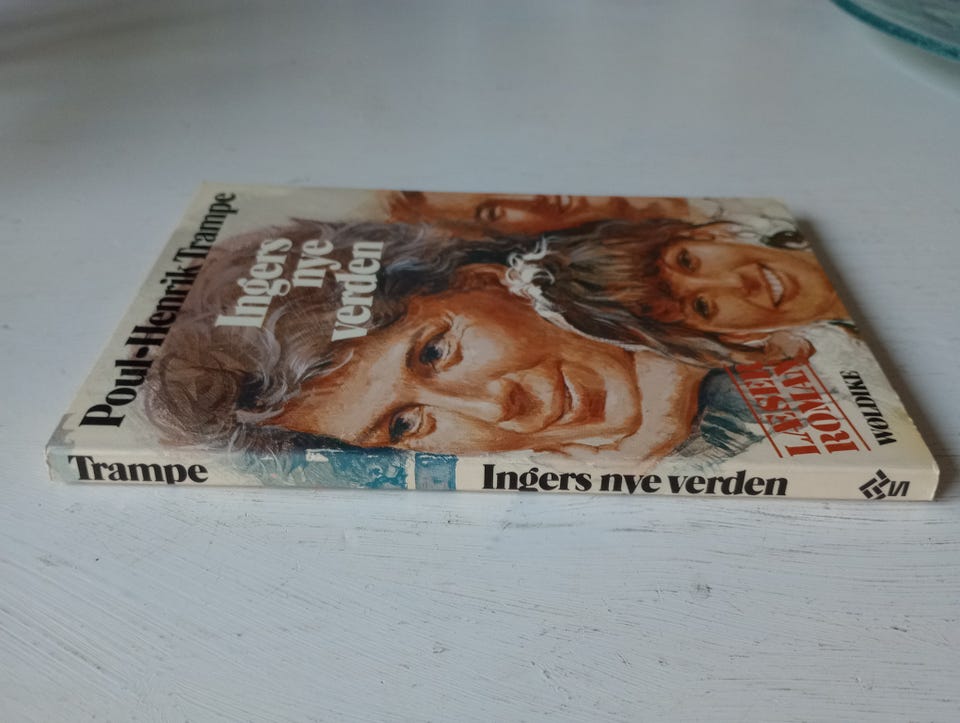 Poul-Henrik Trampe
Ingers
nye
verden
LÆSER
ROMAN
WOLDIKE
Trampe
Ingers nye verden